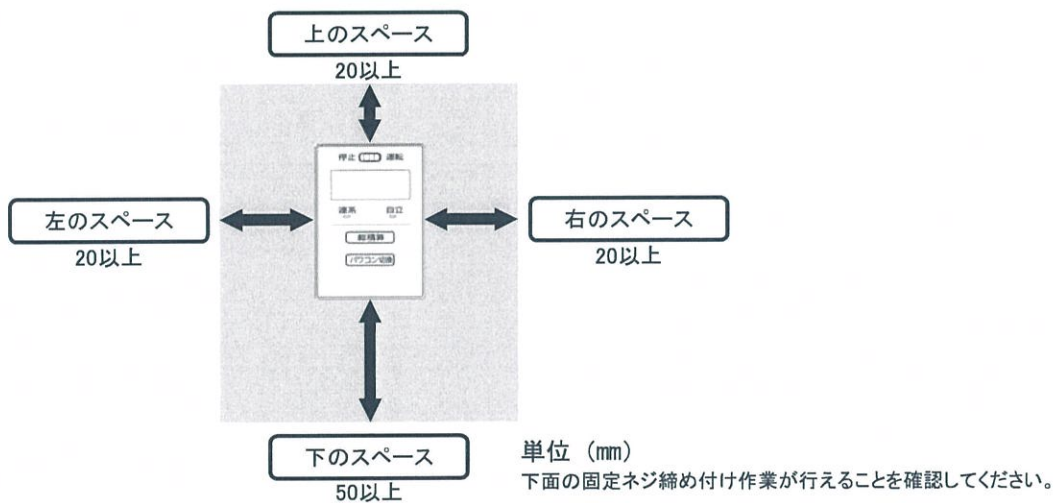 上のスペース
20以上
停止 運転
連系 自立
左のスペース
20以上
右のスペース
20以上
総積算
パワコン切換
下のスペース
50以上
単位 (mm)
下面の固定ネジ締め付け作業が行えることを確認してください。